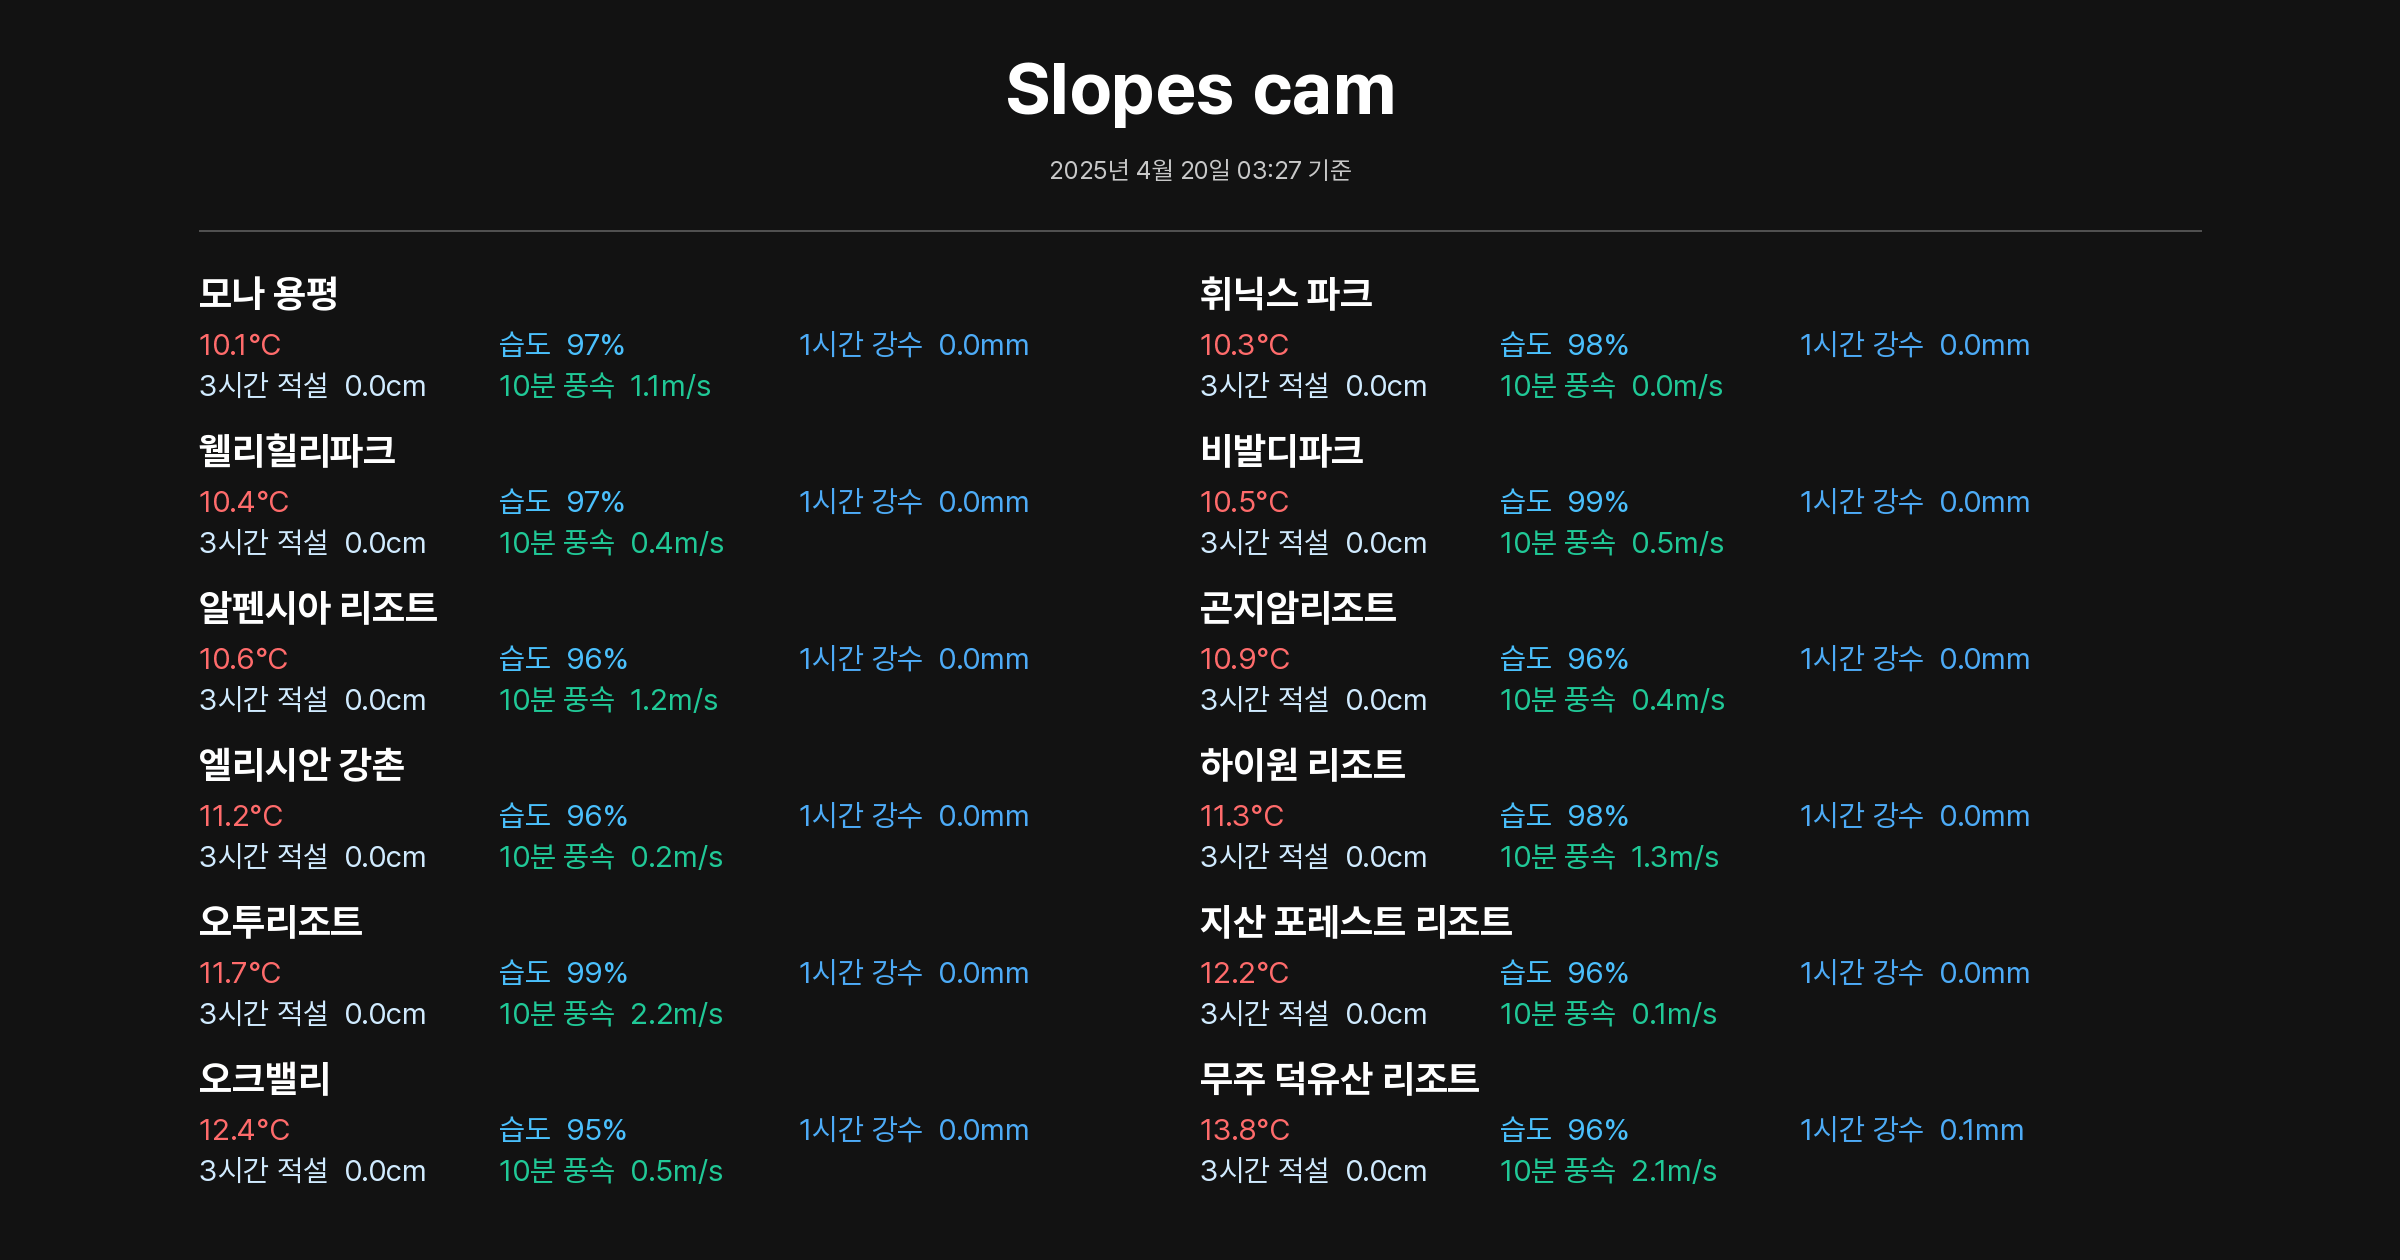 Slopes cam
2025년 4월 20일 03:27 기준
모나 용평
10.1°C 습도 97% 1시간 강수 0.0mm
3시간 적설 0.0cm 10분 풍속 1.1m/s
휘닉스 파크
10.3°C 습도 98% 1시간 강수 0.0mm
3시간 적설 0.0cm 10분 풍속 0.0m/s
웰리힐리파크
10.4°C 습도 97% 1시간 강수 0.0mm
3시간 적설 0.0cm 10분 풍속 0.4m/s
비발디파크
10.5°C 습도 99% 1시간 강수 0.0mm
3시간 적설 0.0cm 10분 풍속 0.5m/s
알펜시아 리조트
10.6°C 습도 96% 1시간 강수 0.0mm
3시간 적설 0.0cm 10분 풍속 1.2m/s
곤지암리조트
10.9°C 습도 96% 1시간 강수 0.0mm
3시간 적설 0.0cm 10분 풍속 0.4m/s
엘리시안 강촌
11.2°C 습도 96% 1시간 강수 0.0mm
3시간 적설 0.0cm 10분 풍속 0.2m/s
하이원 리조트
11.3°C 습도 98% 1시간 강수 0.0mm
3시간 적설 0.0cm 10분 풍속 1.3m/s
오투리조트
11.7°C 습도 99% 1시간 강수 0.0mm
3시간 적설 0.0cm 10분 풍속 2.2m/s
지산 포레스트 리조트
12.2°C 습도 96% 1시간 강수 0.0mm
3시간 적설 0.0cm 10분 풍속 0.1m/s
오크밸리
12.4°C 습도 95% 1시간 강수 0.0mm
3시간 적설 0.0cm 10분 풍속 0.5m/s
무주 덕유산 리조트
13.8°C 습도 96% 1시간 강수 0.1mm
3시간 적설 0.0cm 10분 풍속 2.1m/s